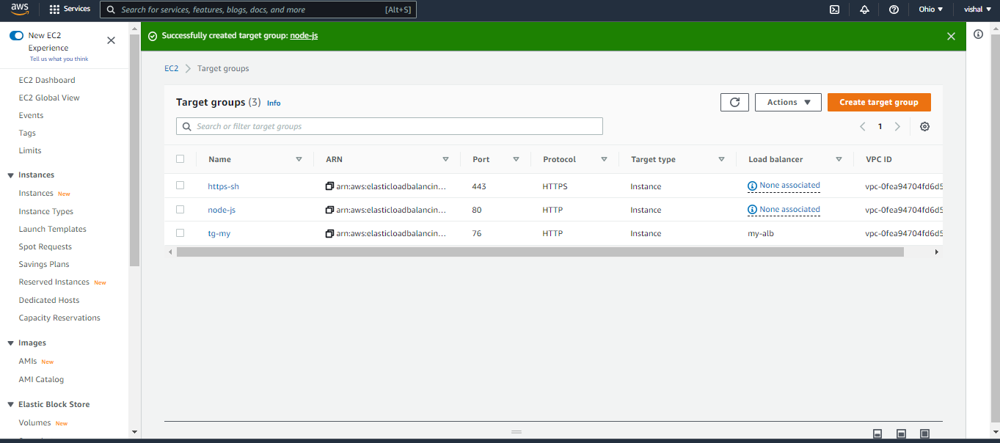 aws
Services
Search for services, features, blogs, docs, and more
[Alt+S]
Ohio
vishal
New EC2
Experience
Tell us what you think
EC2 Dashboard
EC2 Global View
Events
Tags
Limits
Instances
Instances New
Instance Types
Launch Templates
Spot Requests
Savings Plans
Reserved Instances New
Dedicated Hosts
Capacity Reservations
Images
AMIs New
AMI Catalog
Elastic Block Store
Volumes New
Successfully created target group: node-js
EC2 > Target groups
Target groups (3) Info
Actions
Create target group
Search or filter target groups
1
Name ARN Port Protocol Target type Load balancer VPC ID
https-sh arn:aws:elasticloadbalancin... 443 HTTPS Instance None associated vpc-0fea94704fd6d5
node-js arn:aws:elasticloadbalancin... 80 HTTP Instance None associated vpc-0fea94704fd6d5
tg-my arn:aws:elasticloadbalancin... 76 HTTP Instance my-alb vpc-0fea94704fd6d5